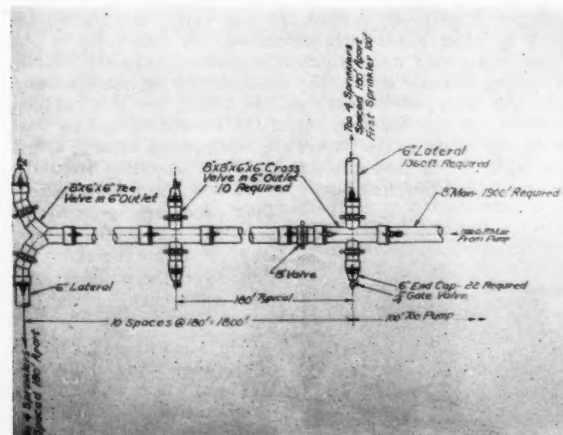 To○ 4 Sprinklers
Spaced 180' Apart
First Sprinkler 100'
6" Lateral
1360 ft. Required
8"x8"x6"x6" Cross
Valve in 6" Outlet
10 Required
8"x6"x6" Tee
Valve in 6" Outlet
8" Main - 1900' Required
From Pump
8" Valve
6" Lateral
6" End Cap - 22 Required
4" Gate Valve
180' Typical
10 Spaces @ 180' = 1800'
100' Too Pump
Too 4 Sprinklers
Spaced 180' Apart